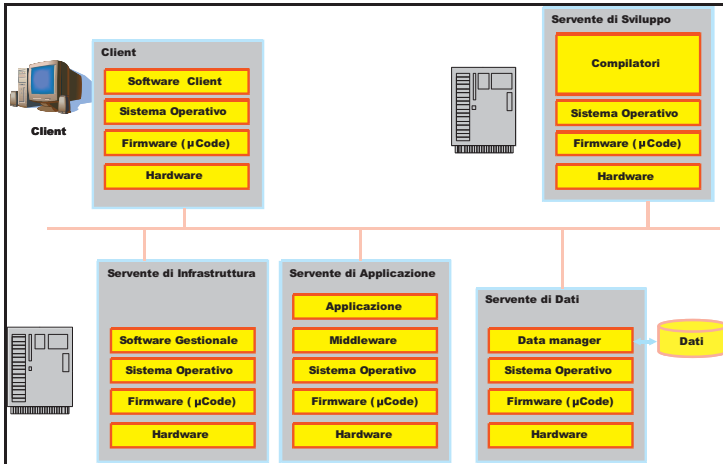 Client
Software Client
Sistema Operativo
Firmware (µCode)
Hardware
Client
Servente di Sviluppo
Compilatori
Sistema Operativo
Firmware (µCode)
Hardware
Servente di Infrastruttura
Software Gestionale
Sistema Operativo
Firmware (µCode)
Hardware
Servente di Applicazione
Applicazione
Middleware
Sistema Operativo
Firmware (µCode)
Hardware
Servente di Dati
Data manager
Sistema Operativo
Firmware (µCode)
Hardware
Dati